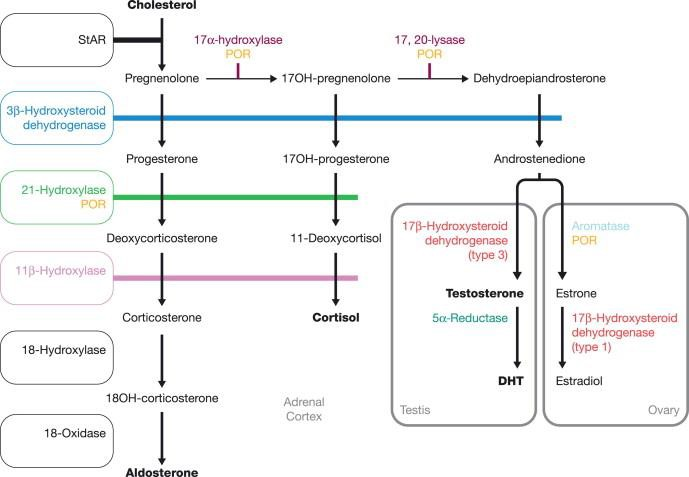 Cholesterol
StAR
17α-hydroxylase
POR
17, 20-lysase
POR
Pregnenolone
17OH-pregnenolone
Dehydroepiandrosterone
3β-Hydroxysteroid
dehydrogenase
Progesterone
17OH-progesterone
Androstenedione
21-Hydroxylase
POR
17β-Hydroxysteroid
dehydrogenase
(type 3)
Aromatase
POR
Deoxycorticosterone
11-Deoxycortisol
11β-Hydroxylase
Testosterone
Estrone
Corticosterone
Cortisol
5α-Reductase
17β-Hydroxysteroid
dehydrogenase
(type 1)
18-Hydroxylase
DHT
Estradiol
18OH-corticosterone
Adrenal
Cortex
Testis
Ovary
18-Oxidase
Aldosterone